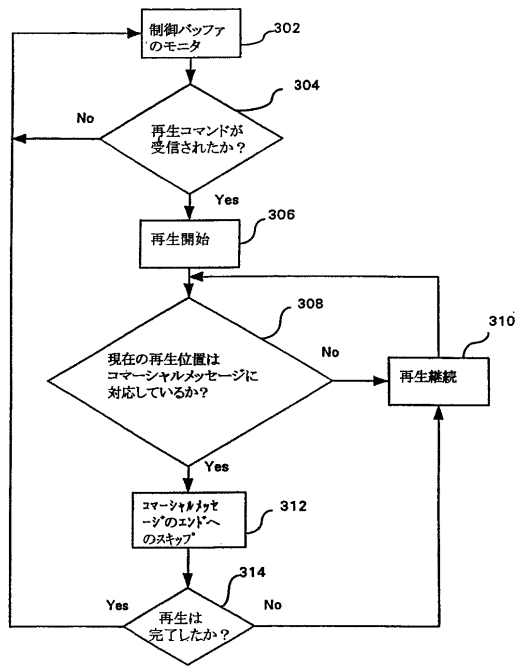 制御バッファ
のモニタ
302
304
No
再生コマンドが
受信されたか？
Yes
306
再生開始
308
310
現在の再生位置は
コマーシャルメッセージに
対応しているか？
No
再生継続
Yes
ｺﾏｰｼｬﾙﾒｯｾ
ｰｼﾞのｴﾝﾄﾞへ
のｽｷｯﾌﾟ
312
314
Yes
再生は
完了したか？
No